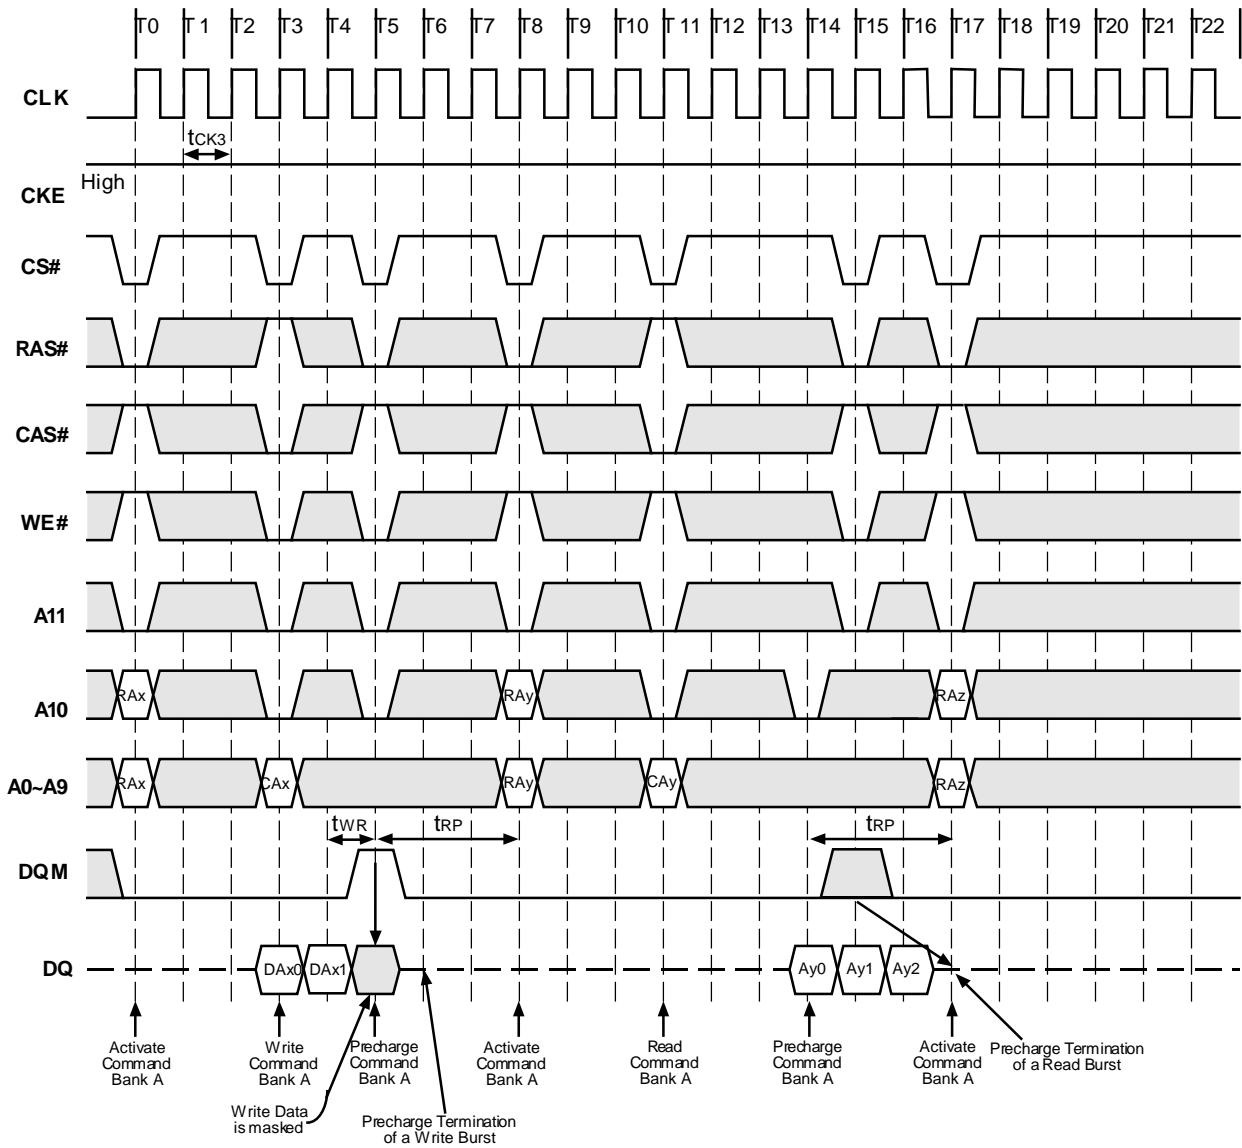 T0 T1 T2 T3 T4 T5 T6 T7 T8 T9 T10 T11 T12 T13 T14 T15 T16 T17 T18 T19 T20 T21 T22
CLK
tCK3
High
CKE
CS#
RAS#
CAS#
WE#
A11
RAx RAy RAz
A10
RAx CAx RAy CAy RAz
A0~A9
tWR tRP tRP
DQM
DQ
DAx0 DAx1 Ay0 Ay1 Ay2
Activate
Command
Bank A
Write
Command
Bank A
Precharge
Command
Bank A
Activate
Command
Bank A
Read
Command
Bank A
Precharge
Command
Bank A
Activate
Command
Bank A
Precharge Termination
of a Read Burst
Write Data
is masked
Precharge Termination
of a Write Burst